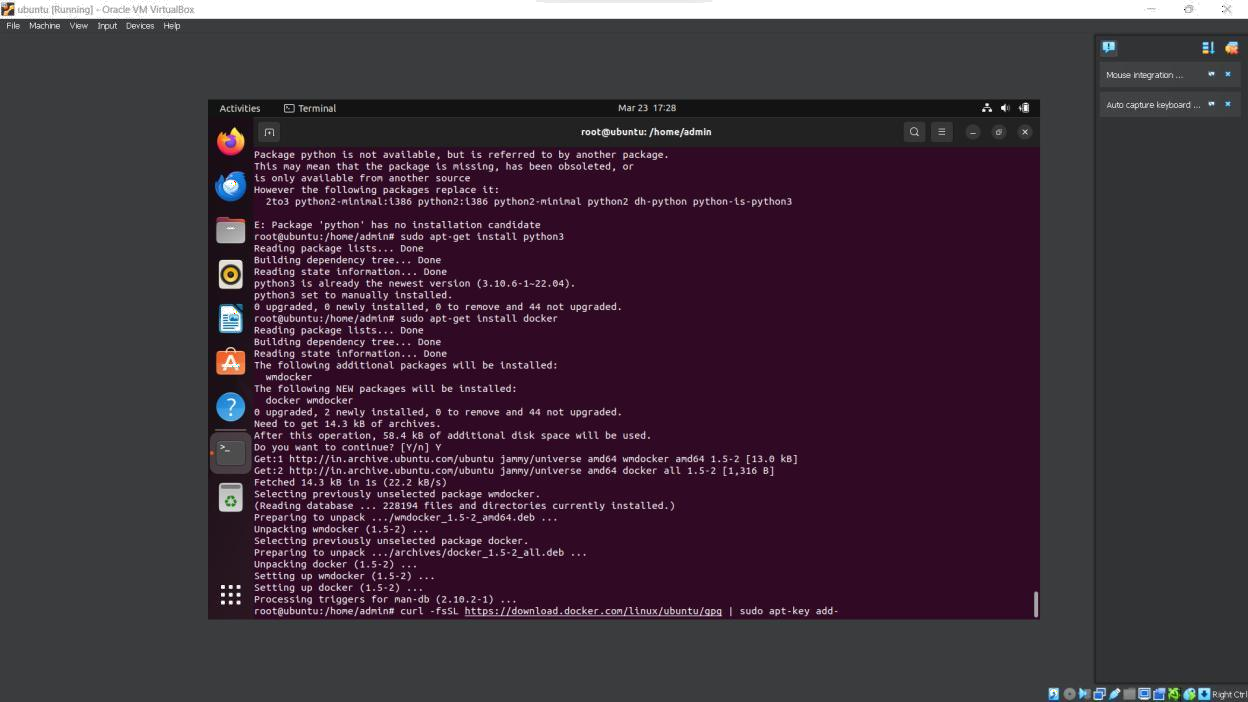 ubuntu [Running] - Oracle VM VirtualBox
File Machine View Input Devices Help
Mouse integration ...
Auto capture keyboard ...
Activities Terminal Mar 23 17:28
root@ubuntu: /home/admin
Package python is not available, but is referred to by another package.
This may mean that the package is missing, has been obsoleted, or
is only available from another source
However the following packages replace it:
2to3 python2-minimal:i386 python2:i386 python2-minimal python2 dh-python python-is-python3
E: Package 'python' has no installation candidate
root@ubuntu:/home/admin# sudo apt-get install python3
Reading package lists... Done
Building dependency tree... Done
Reading state information... Done
python3 is already the newest version (3.10.6-1~22.04).
python3 set to manually installed.
0 upgraded, 0 newly installed, 0 to remove and 44 not upgraded.
root@ubuntu:/home/admin# sudo apt-get install docker
Reading package lists... Done
Building dependency tree... Done
Reading state information... Done
The following additional packages will be installed:
wmdocker
The following NEW packages will be installed:
docker wmdocker
0 upgraded, 2 newly installed, 0 to remove and 44 not upgraded.
Need to get 14.3 kB of archives.
After this operation, 58.4 kB of additional disk space will be used.
Do you want to continue? [Y/n] Y
Get:1 http://in.archive.ubuntu.com/ubuntu jammy/universe amd64 wmdocker amd64 1.5-2 [13.0 kB]
Get:2 http://in.archive.ubuntu.com/ubuntu jammy/universe amd64 docker all 1.5-2 [1,316 B]
Fetched 14.3 kB in 1s (22.2 kB/s)
Selecting previously unselected package wmdocker.
(Reading database ... 228194 files and directories currently installed.)
Preparing to unpack .../wmdocker_1.5-2_amd64.deb ...
Unpacking wmdocker (1.5-2) ...
Selecting previously unselected package docker.
Preparing to unpack .../archives/docker_1.5-2_all.deb ...
Unpacking docker (1.5-2) ...
Setting up wmdocker (1.5-2) ...
Setting up docker (1.5-2) ...
Processing triggers for man-db (2.10.2-1) ...
root@ubuntu:/home/admin# curl -fsSL https://download.docker.com/linux/ubuntu/gpg | sudo apt-key add-
Right Ctrl